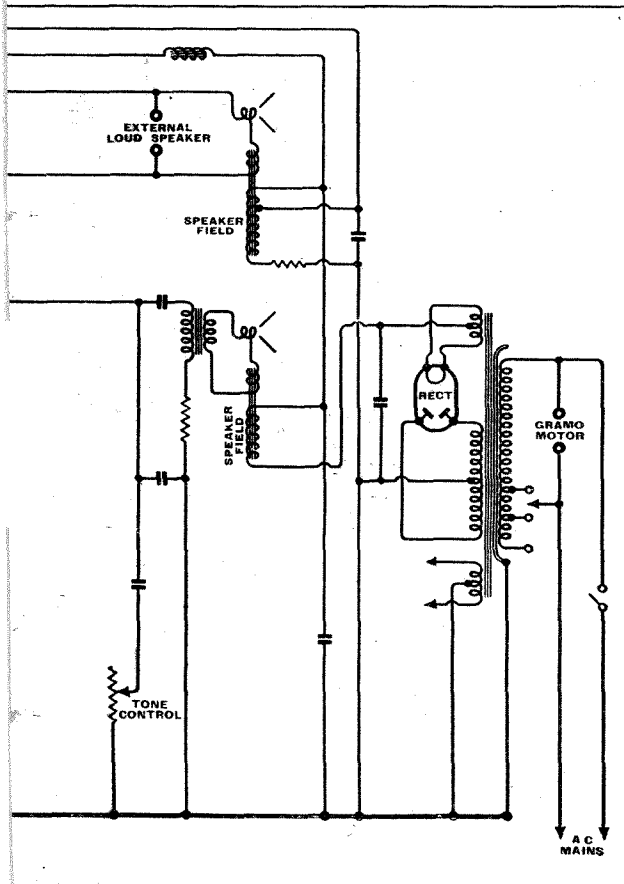 EXTERNAL
LOUD SPEAKER
SPEAKER
FIELD
RECT
GRAMO
MOTOR
SPEAKER
FIELD
TONE
CONTROL
A C
MAINS